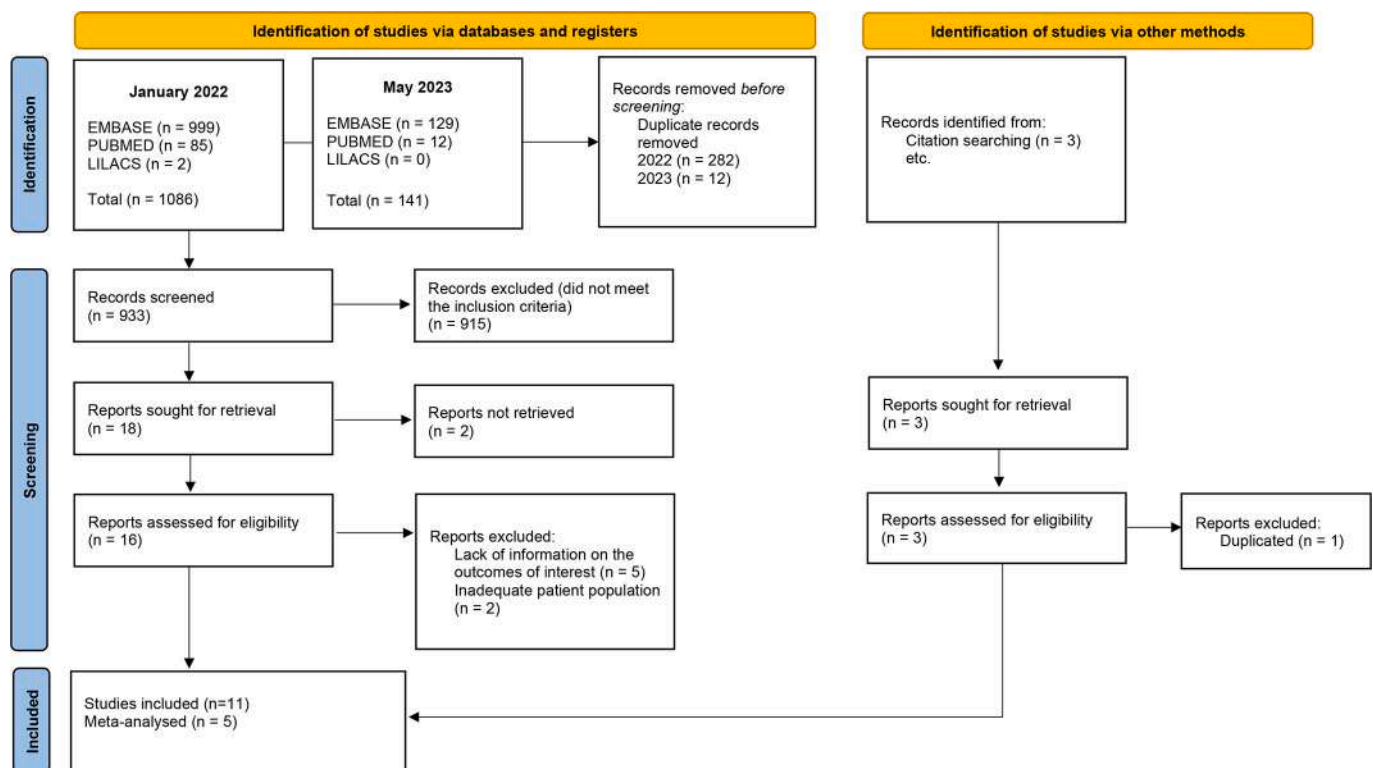 Identification of studies via databases and registers
Identification of studies via other methods
Identification
January 2022
EMBASE (n = 999)
PUBMED (n = 85)
LILACS (n = 2)
Total (n = 1086)
May 2023
EMBASE (n = 129)
PUBMED (n = 12)
LILACS (n = 0)
Total (n = 141)
Records removed before
screening:
Duplicate records
removed
2022 (n = 282)
2023 (n = 12)
Records identified from:
Citation searching (n = 3)
etc.
Screening
Records screened
(n = 933)
Records excluded (did not meet
the inclusion criteria)
(n = 915)
Reports sought for retrieval
(n = 18)
Reports not retrieved
(n = 2)
Reports sought for retrieval
(n = 3)
Reports assessed for eligibility
(n = 16)
Reports excluded:
Lack of information on the
outcomes of interest (n = 5)
Inadequate patient population
(n = 2)
Reports assessed for eligibility
(n = 3)
Reports excluded:
Duplicated (n = 1)
Included
Studies included (n=11)
Meta-analysed (n = 5)